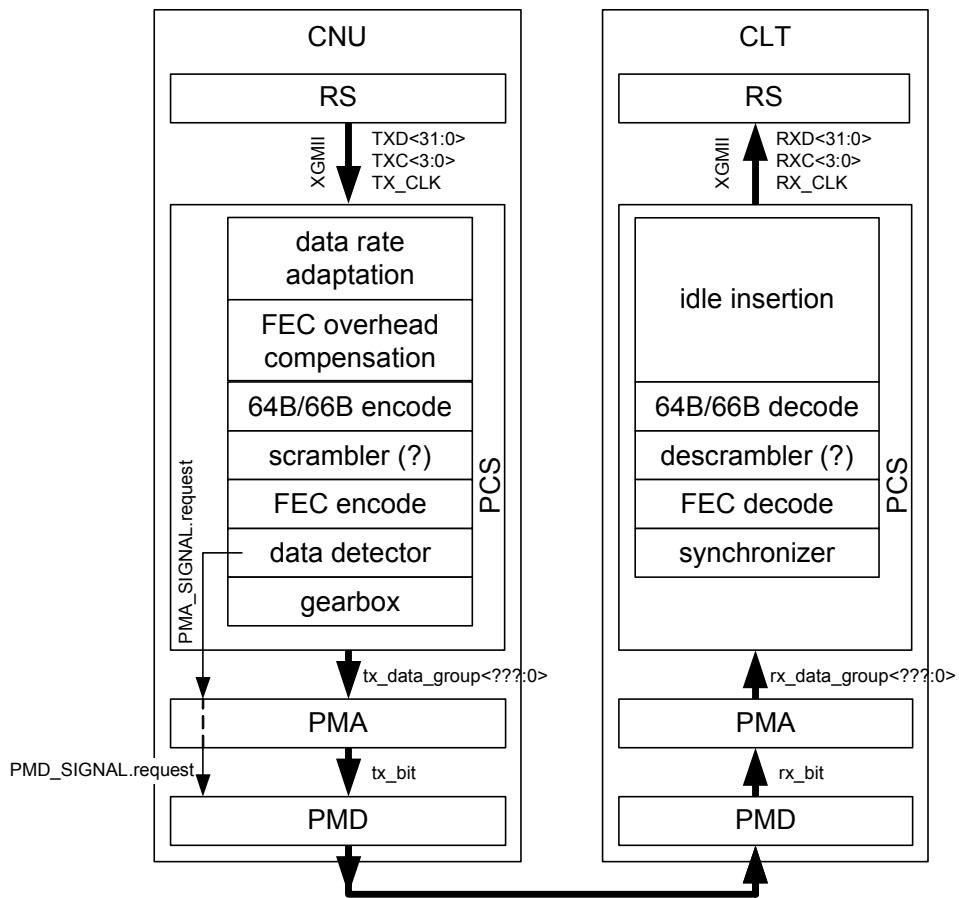 CNU
RS
XGMII
TXD<31:0>
TXC<3:0>
TX_CLK
data rate
adaptation
FEC overhead
compensation
64B/66B encode
scrambler (?)
FEC encode
data detector
gearbox
PCS
PMA_SIGNAL.request
tx_data_group<???:0>
PMA
PMD_SIGNAL.request
tx_bit
PMD
CLT
RS
XGMII
RXD<31:0>
RXC<3:0>
RX_CLK
idle insertion
64B/66B decode
descrambler (?)
FEC decode
synchronizer
PCS
rx_data_group<???:0>
PMA
rx_bit
PMD